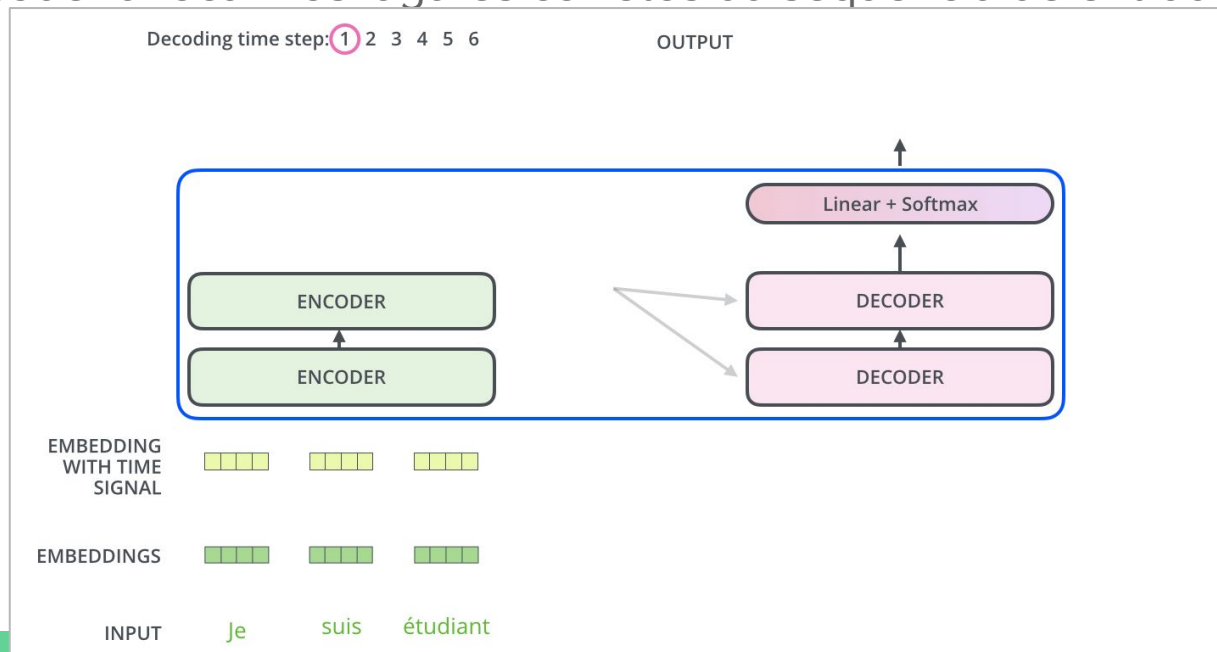 Decoding time step: 1 2 3 4 5 6
OUTPUT
Linear + Softmax
ENCODER
DECODER
ENCODER
DECODER
EMBEDDING
WITH TIME
SIGNAL
EMBEDDINGS
INPUT
Je suis étudiant